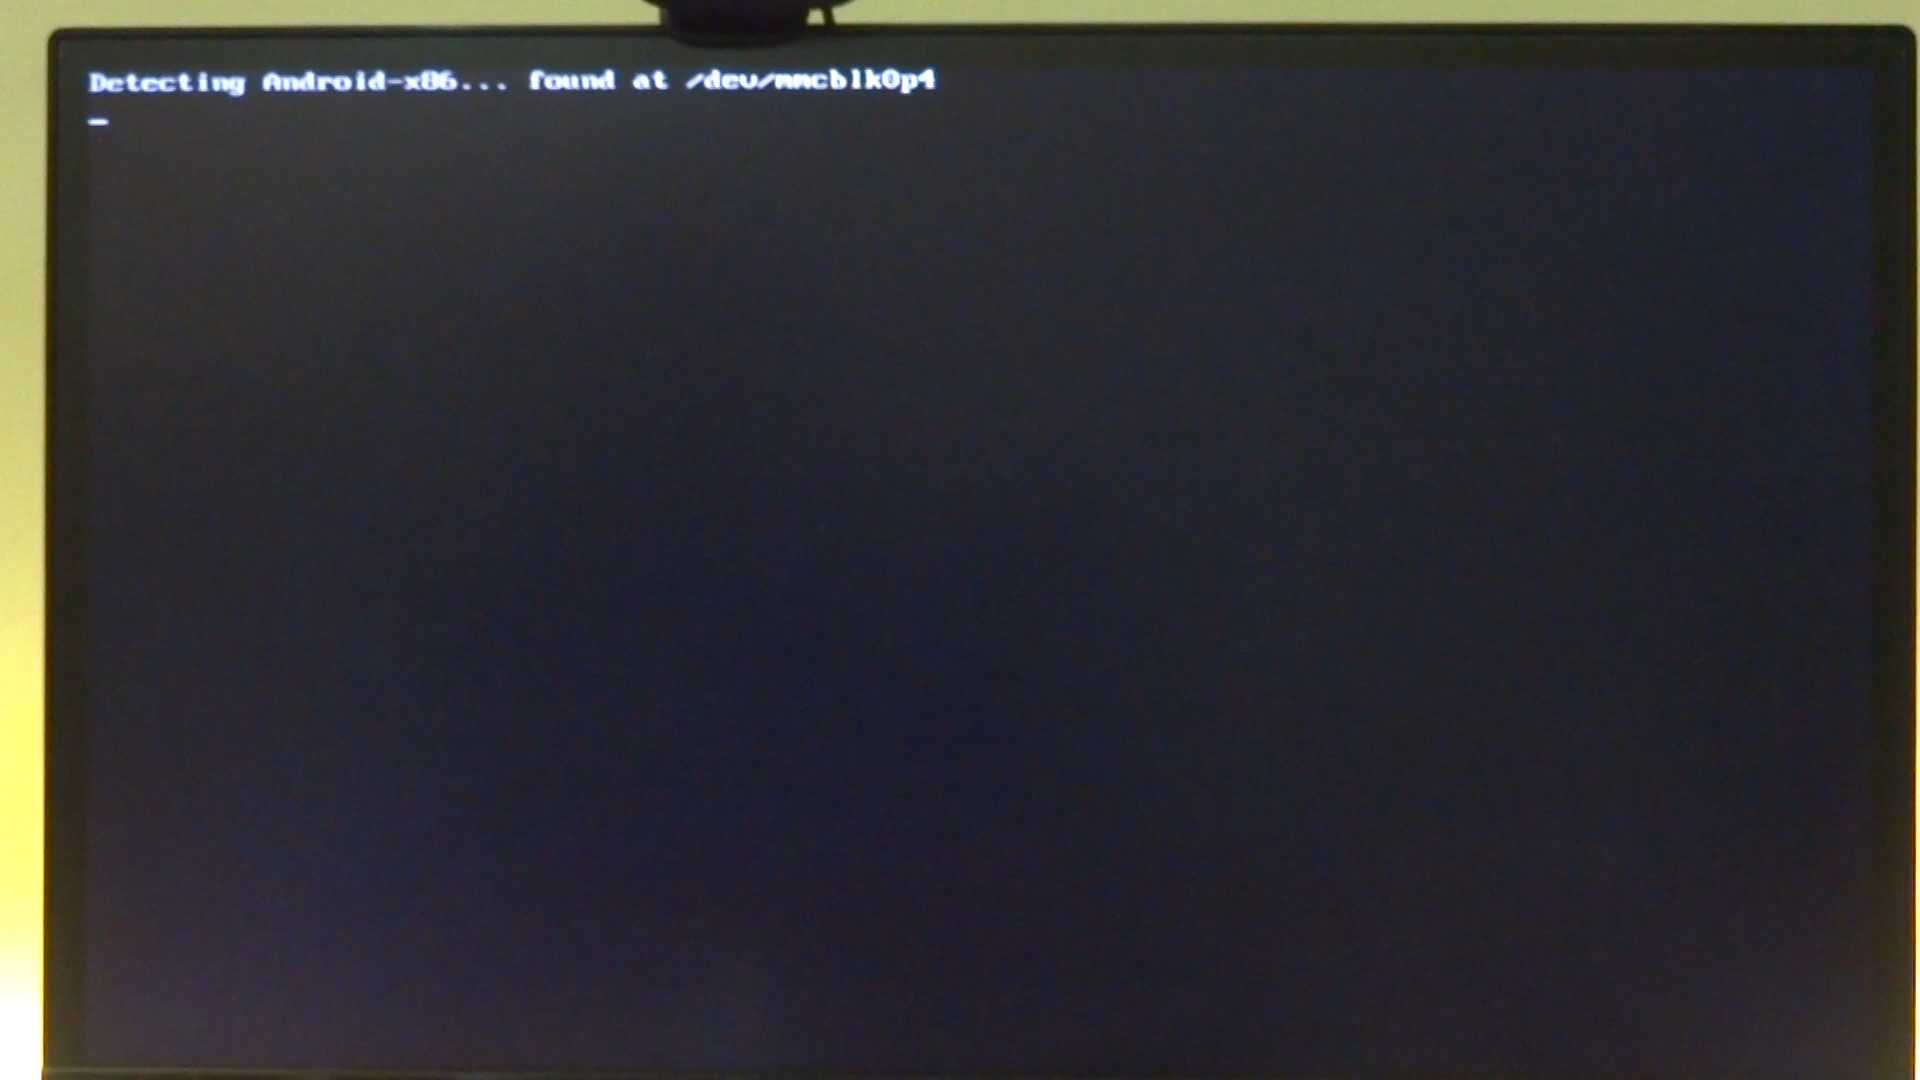 Detecting Android-x86... found at /dev/mmcblk0p4